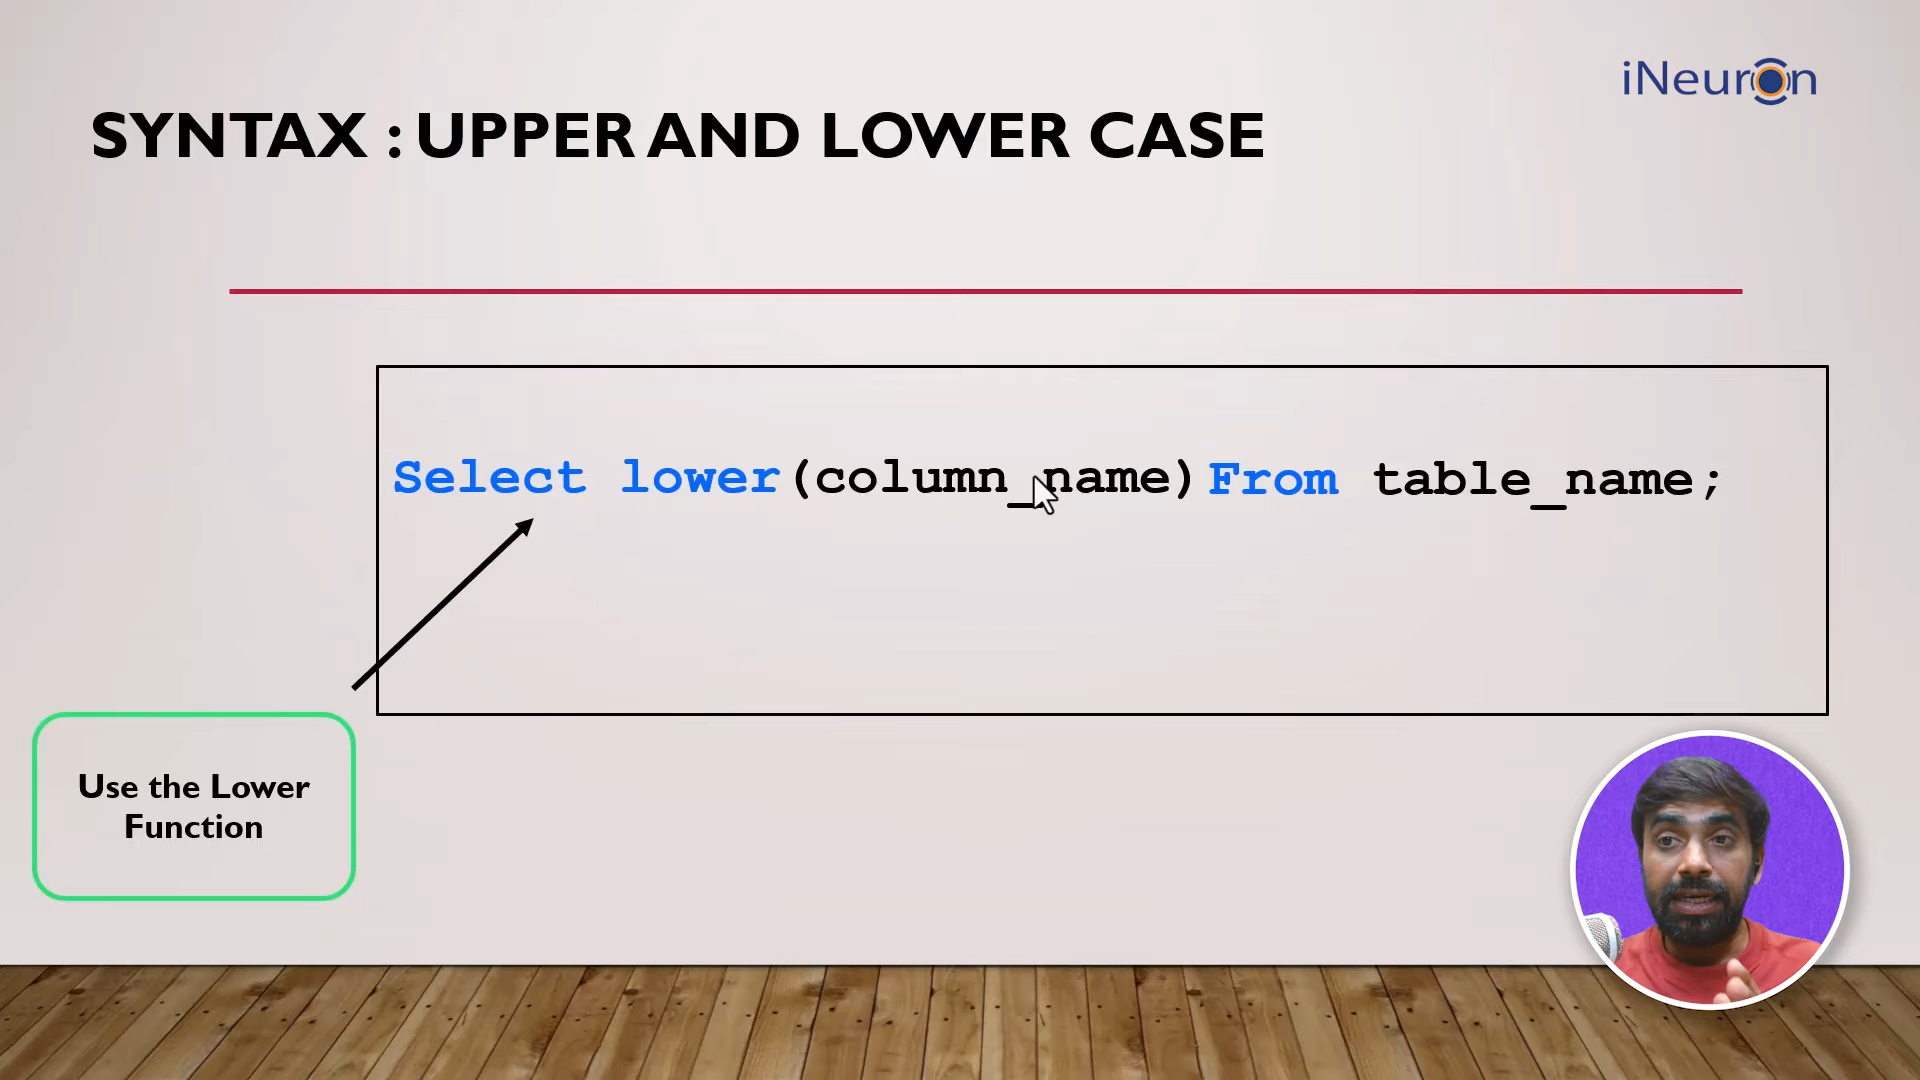 iNeuron
SYNTAX : UPPER AND LOWER CASE
Select lower(column_name) From table_name;
Use the Lower
Function